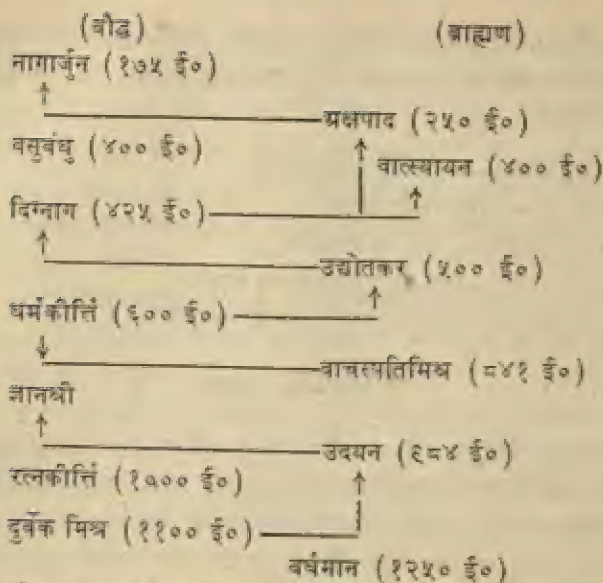 (बौद्ध) (ब्राह्मण)
नागार्जुन (१७५ ई०)
अक्षपाद (२५० ई०)
वसुबंधु (४०० ई०)
वात्स्यायन (४०० ई०)
दिग्नाग (४२५ ई०)
उद्योतकर (५०० ई०)
धर्मकीर्त्ति (६०० ई०)
वाचस्पतिमिश्र (८४१ ई०)
ज्ञानश्री
उदयन (९८४ ई०)
रत्नकीर्त्ति (१००० ई०)
दुर्वेक मिश्र (११०० ई०)
वर्धमान (१२५० ई०)